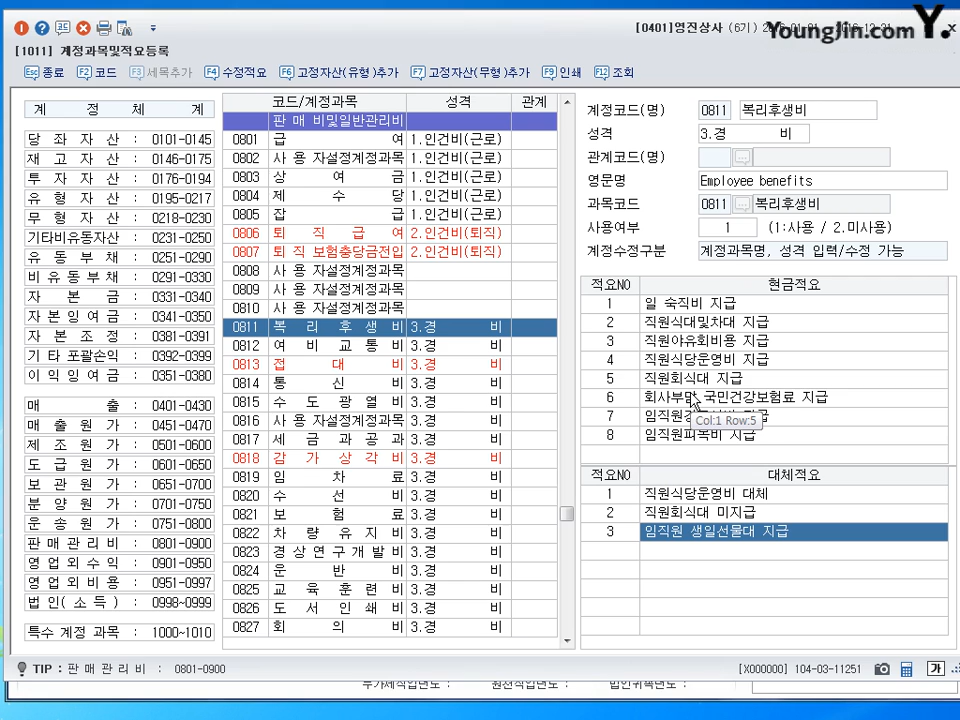 [0401]영진상사 (6기)
Youngjin.com Y.
[1011] 계정과목및적요등록
Esc 종료 F2 코드 F3 세목추가 F4 수정적요 F6 고정자산(유형)추가 F7 고정자산(무형)추가 F9 인쇄 F12 조회
계 정 체 계
당 좌 자 산 : 0101-0145
재 고 자 산 : 0146-0175
투 자 자 산 : 0176-0194
유 형 자 산 : 0195-0217
무 형 자 산 : 0218-0230
기타비유동자산 : 0231-0250
유 동 부 채 : 0251-0290
비 유 동 부 채 : 0291-0330
자 본 금 : 0331-0340
자 본 잉 여 금 : 0341-0350
자 본 조 정 : 0381-0391
기 타 포괄손익 : 0392-0399
이 익 잉 여 금 : 0351-0380
매 출 : 0401-0430
매 출 원 가 : 0451-0470
제 조 원 가 : 0501-0600
도 급 원 가 : 0601-0650
보 관 원 가 : 0651-0700
분 양 원 가 : 0701-0750
운 송 원 가 : 0751-0800
판 매 관 리 비 : 0801-0900
영 업 외 수 익 : 0901-0950
영 업 외 비 용 : 0951-0997
법 인( 소 득 ) : 0998~0999
특수 계정 과목 : 1000~1010
코드/계정과목 성격 관계
판 매 비및일반관리비
0801 급 여 1.인건비(근로)
0802 사 용 자설정계정과목 1.인건비(근로)
0803 상 여 금 1.인건비(근로)
0804 제 수 당 1.인건비(근로)
0805 잡 급 1.인건비(근로)
0806 퇴 직 급 여 2.인건비(퇴직)
0807 퇴 직 보험충당금전입 2.인건비(퇴직)
0808 사 용 자설정계정과목
0809 사 용 자설정계정과목
0810 사 용 자설정계정과목
0811 복 리 후 생 비 3.경 비
0812 여 비 교 통 비 3.경 비
0813 접 대 비 3.경 비
0814 통 신 비 3.경 비
0815 수 도 광 열 비 3.경 비
0816 사 용 자설정계정과목 3.경 비
0817 세 금 과 공 과 3.경 비
0818 감 가 상 각 비 3.경 비
0819 임 차 료 3.경 비
0820 수 선 비 3.경 비
0821 보 험 료 3.경 비
0822 차 량 유 지 비 3.경 비
0823 경 상 연 구 개 발 비 3.경 비
0824 운 반 비 3.경 비
0825 교 육 훈 련 비 3.경 비
0826 도 서 인 쇄 비 3.경 비
0827 회 의 비 3.경 비
계정코드(명) 0811 복리후생비
성격 3.경 비
관계코드(명)
영문명 Employee benefits
과목코드(명) 0811 복리후생비
사용여부 1 (1:사용 / 2.미사용)
계정수정구분 계정과목명, 성격 입력/수정 가능
적요NO 현금적요
1 일 숙직비 지급
2 직원식대및차대 지급
3 직원야유회비용 지급
4 직원식당운영비 지급
5 직원회식대 지급
6 회사부담 국민건강보험료 지급
7 임직원
Col:1 Row:5
8 임직원피복비 지급
적요NO 대체적요
1 직원식당운영비 대체
2 직원회식대 미지급
3 임직원 생일선물대 지급
TIP : 판 매 관 리 비 : 0801-0900
[X000000] 104-03-11251 가